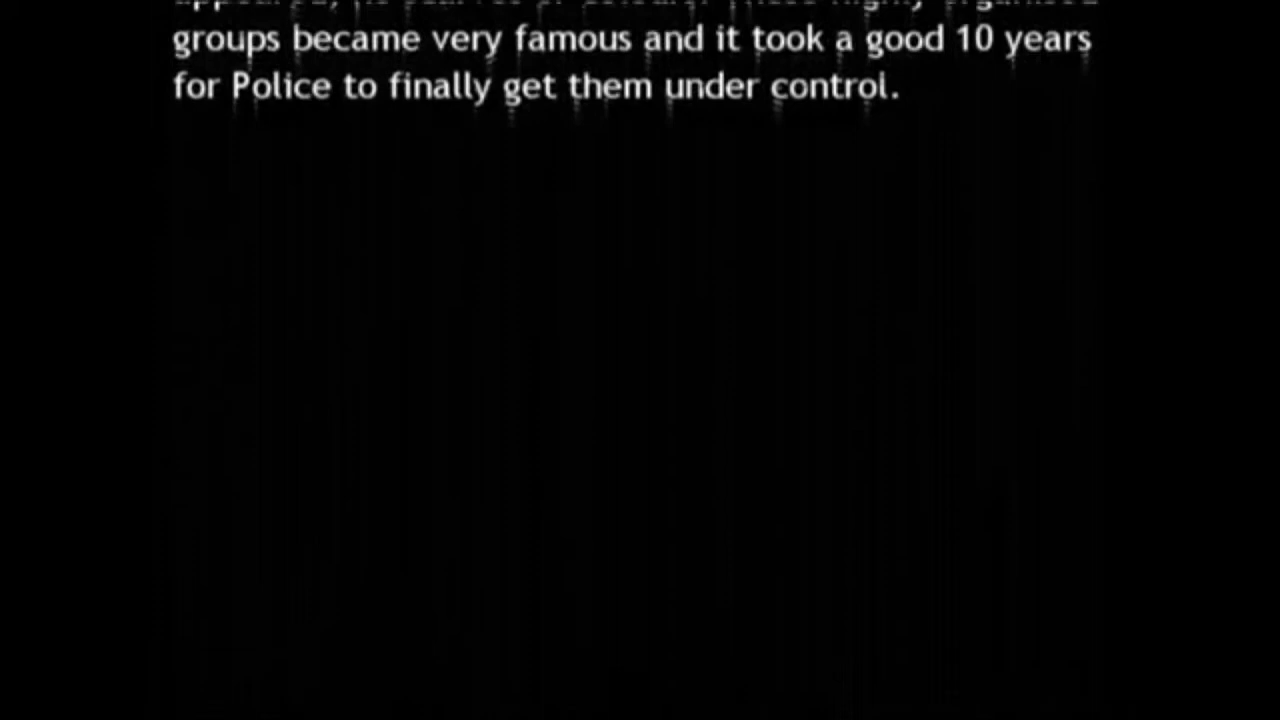 groups became very famous and it took a good 10 years
for Police to finally get them under control.